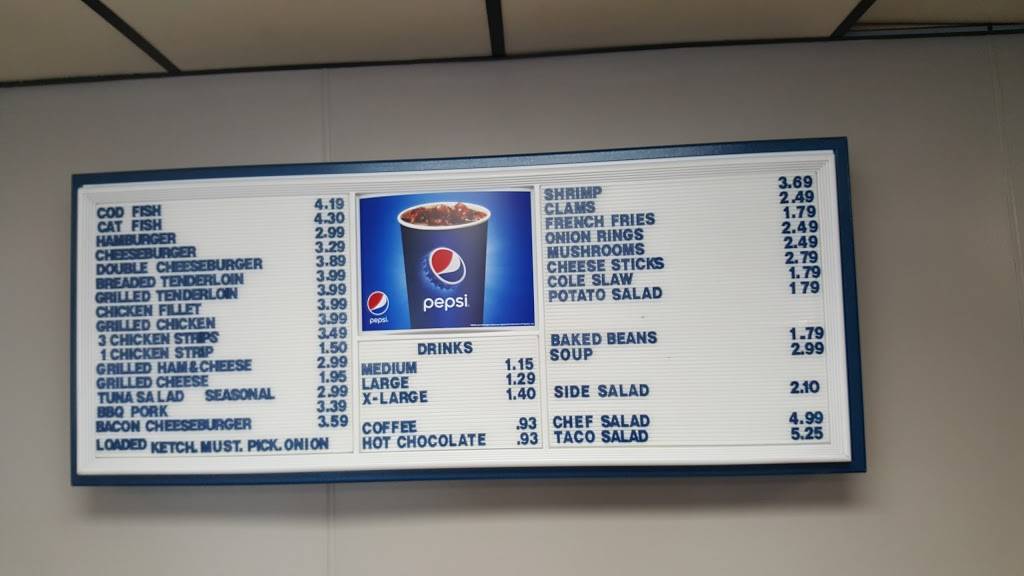 COD FISH 4.19
CAT FISH 4.30
HAMBURGER 2.99
CHEESEBURGER 3.29
DOUBLE CHEESEBURGER 3.89
BREADED TENDERLOIN 3.99
GRILLED TENDERLOIN 3.99
CHICKEN FILLET 3.99
GRILLED CHICKEN 3.99
3 CHICKEN STRIPS 3.49
1 CHICKEN STRIP 1.50
GRILLED HAM & CHEESE 2.99
GRILLED CHEESE 1.95
TUNA SALAD SEASONAL 2.99
BBQ PORK 3.39
BACON CHEESEBURGER 3.59
LOADED KETCH. MUST. PICK. ONION
pepsi
pepsi
DRINKS
MEDIUM 1.15
LARGE 1.29
X-LARGE 1.40
COFFEE .93
HOT CHOCOLATE .93
SHRIMP 3.69
CLAMS 2.49
FRENCH FRIES 1.79
ONION RINGS 2.49
MUSHROOMS 2.49
CHEESE STICKS 2.79
COLE SLAW 1.79
POTATO SALAD 1 79
BAKED BEANS 1.79
SOUP 2.99
SIDE SALAD 2.10
CHEF SALAD 4.99
TACO SALAD 5.25